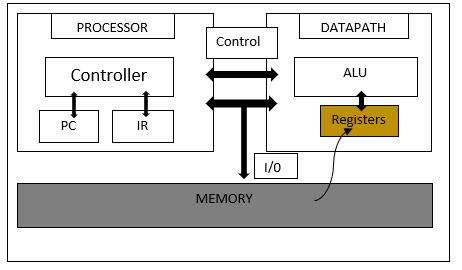 PROCESSOR
Control
DATAPATH
Controller
ALU
PC
IR
Registers
I/0
MEMORY